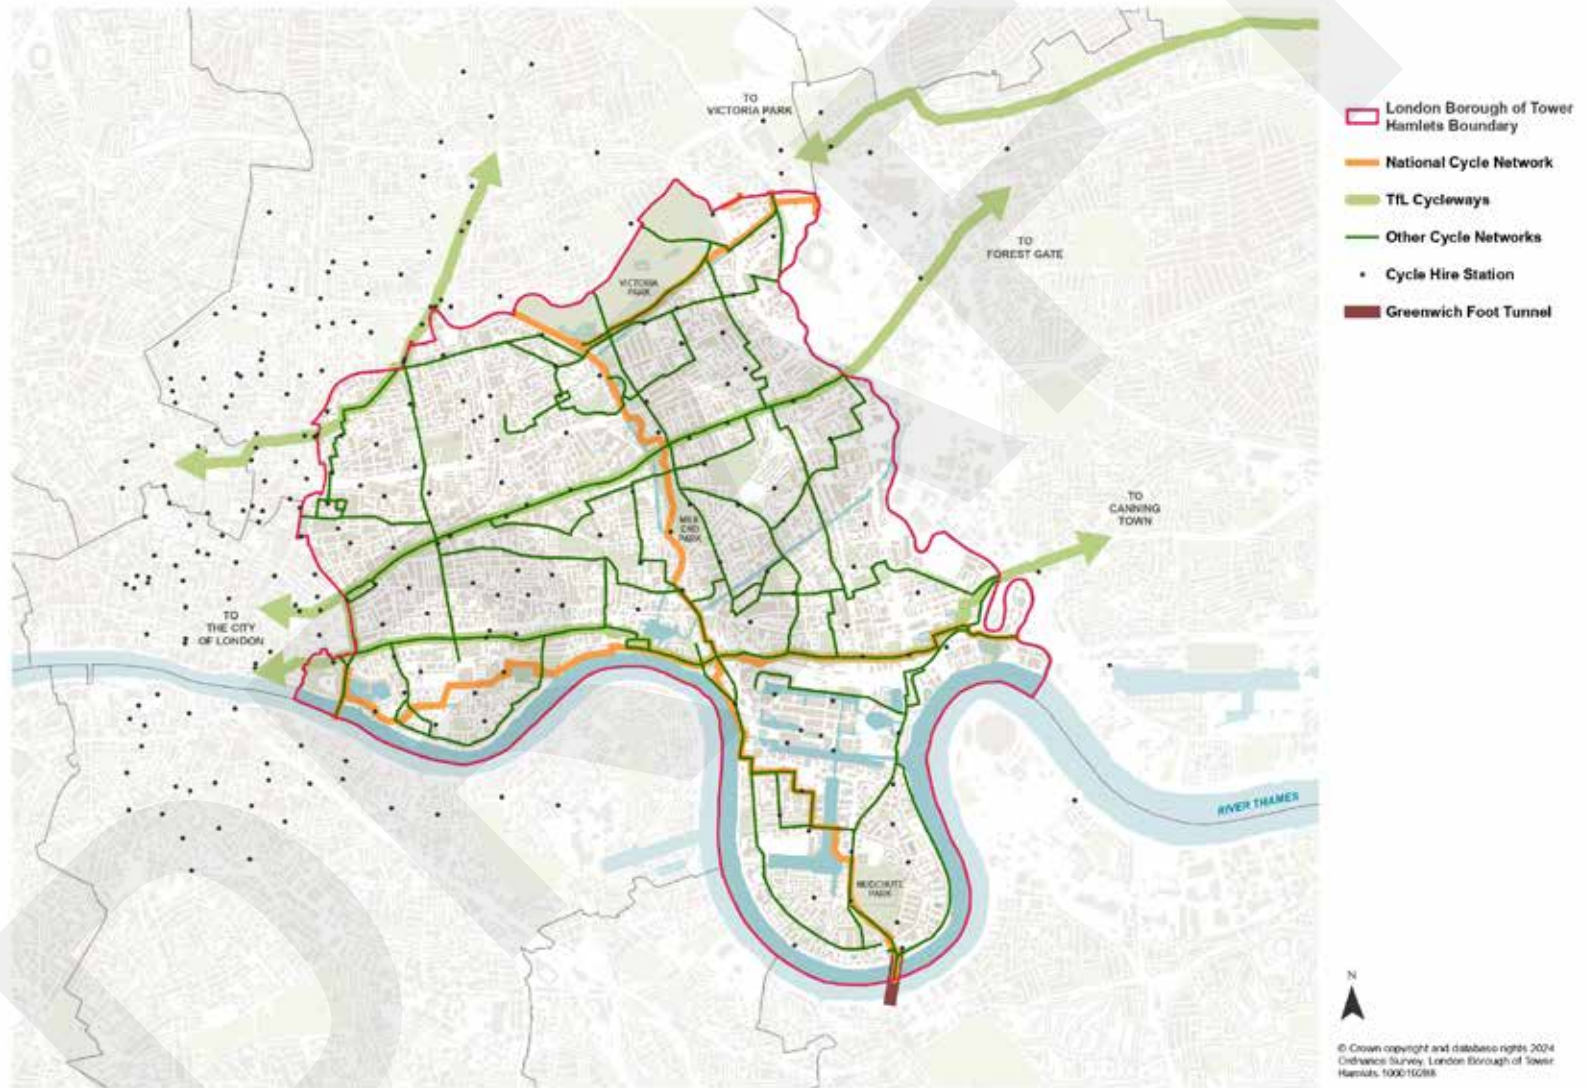 TO
VICTORIA PARK
London Borough of Tower
Hamlets Boundary
National Cycle Network
TfL Cycleways
Other Cycle Networks
Cycle Hire Station
Greenwich Foot Tunnel
TO
FOREST GATE
VICTORIA
PARK
TO
CANNING
TOWN
MILE
END
PARK
TO
THE CITY
OF LONDON
RIVER THAMES
MUDCHUTE
PARK
N
© Crown copyright and database rights 2024
Ordnance Survey, London Borough of Tower
Hamlets